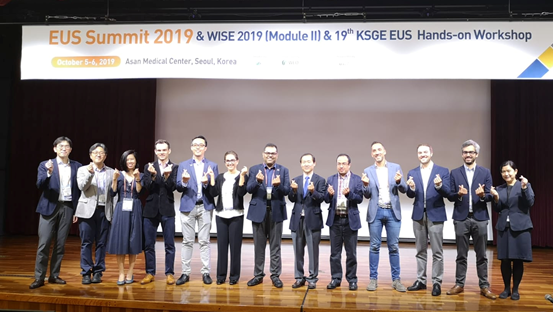 EUS Summit 2019 & WISE 2019 (Module II) & 19th KSGE EUS Hands-on Workshop
October 5-6, 2019 Asan Medical Center, Seoul, Korea